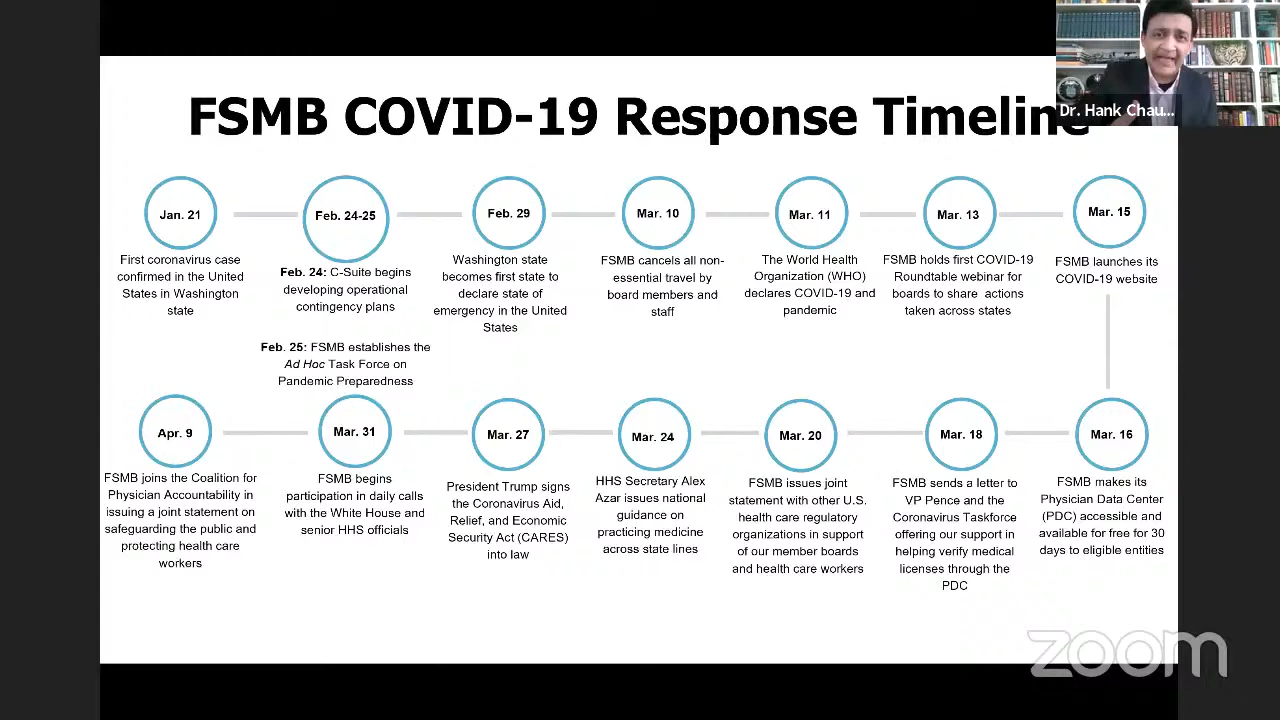 FSMB COVID-19 Response Timeline
Dr. Hank Chau...
Jan. 21
First coronavirus case
confirmed in the United
States in Washington
state
Feb. 24-25
Feb. 24: C-Suite begins
developing operational
contingency plans
Feb. 25: FSMB establishes the
Ad Hoc Task Force on
Pandemic Preparedness
Feb. 29
Washington state
becomes first state to
declare state of
emergency in the United
States
Mar. 10
FSMB cancels all non-
essential travel by
board members and
staff
Mar. 11
The World Health
Organization (WHO)
declares COVID-19 and
pandemic
Mar. 13
FSMB holds first COVID-19
Roundtable webinar for
boards to share actions
taken across states
Mar. 15
FSMB launches its
COVID-19 website
Mar. 16
FSMB makes its
Physician Data Center
(PDC) accessible and
available for free for 30
days to eligible entities
Mar. 18
FSMB sends a letter to
VP Pence and the
Coronavirus Taskforce
offering our support in
helping verify medical
licenses through the
PDC
Mar. 20
FSMB issues joint
statement with other U.S.
health care regulatory
organizations in support
of our member boards
and health care workers
Mar. 24
HHS Secretary Alex
Azar issues national
guidance on
practicing medicine
across state lines
Mar. 27
President Trump signs
the Coronavirus Aid,
Relief, and Economic
Security Act (CARES)
into law
Mar. 31
FSMB begins
participation in daily calls
with the White House and
senior HHS officials
Apr. 9
FSMB joins the Coalition for
Physician Accountability in
issuing a joint statement on
safeguarding the public and
protecting health care
workers
zoom